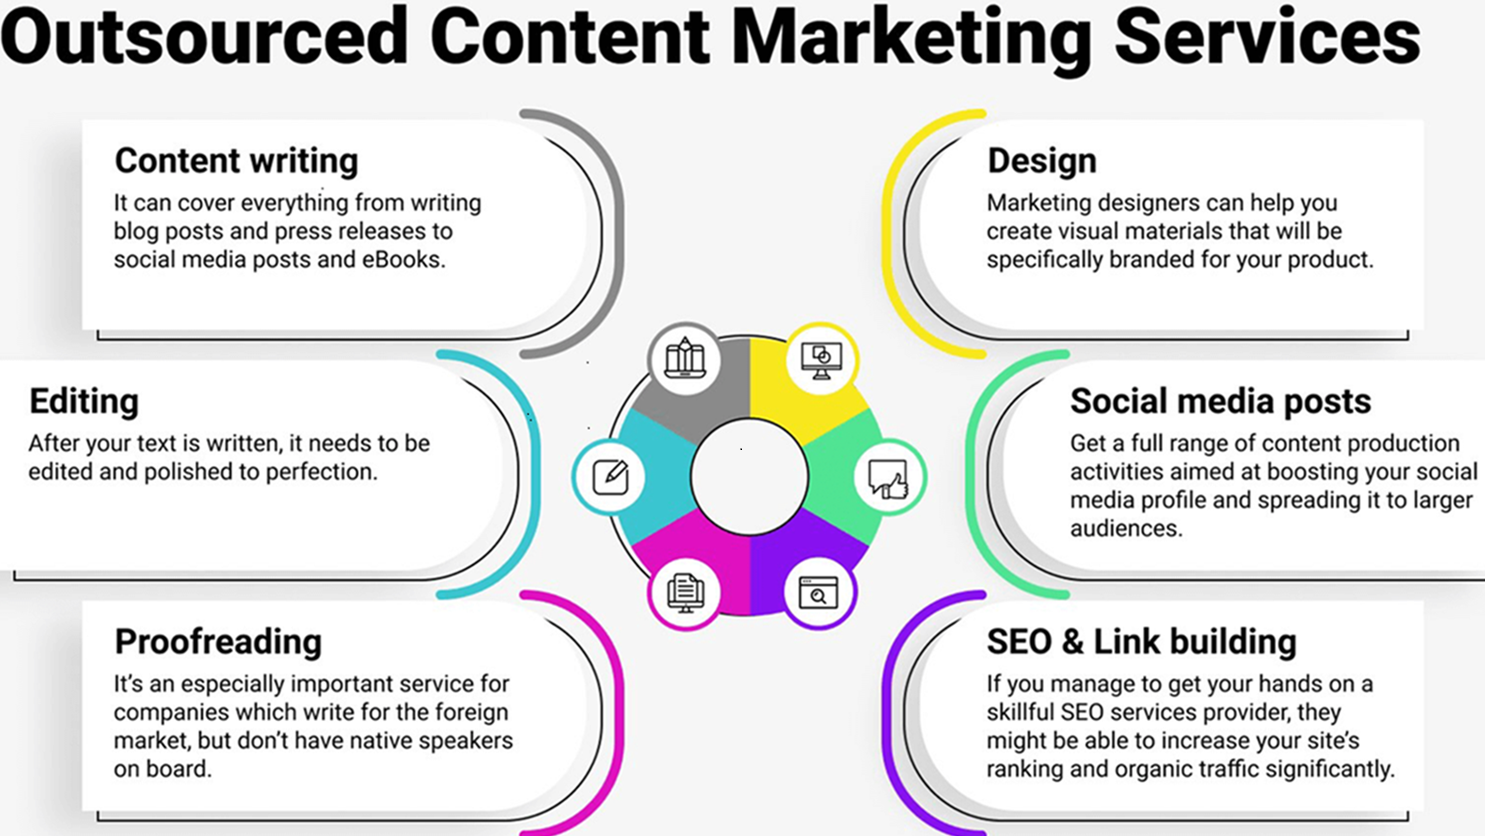 Outsourced Content Marketing Services
Content writing
It can cover everything from writing
blog posts and press releases to
social media posts and eBooks.
Editing
After your text is written, it needs to be
edited and polished to perfection.
Proofreading
It’s an especially important service for
companies which write for the foreign
market, but don’t have native speakers
on board.
Design
Marketing designers can help you
create visual materials that will be
specifically branded for your product.
Social media posts
Get a full range of content production
activities aimed at boosting your social
media profile and spreading it to larger
audiences.
SEO & Link building
If you manage to get your hands on a
skillful SEO services provider, they
might be able to increase your site’s
ranking and organic traffic significantly.